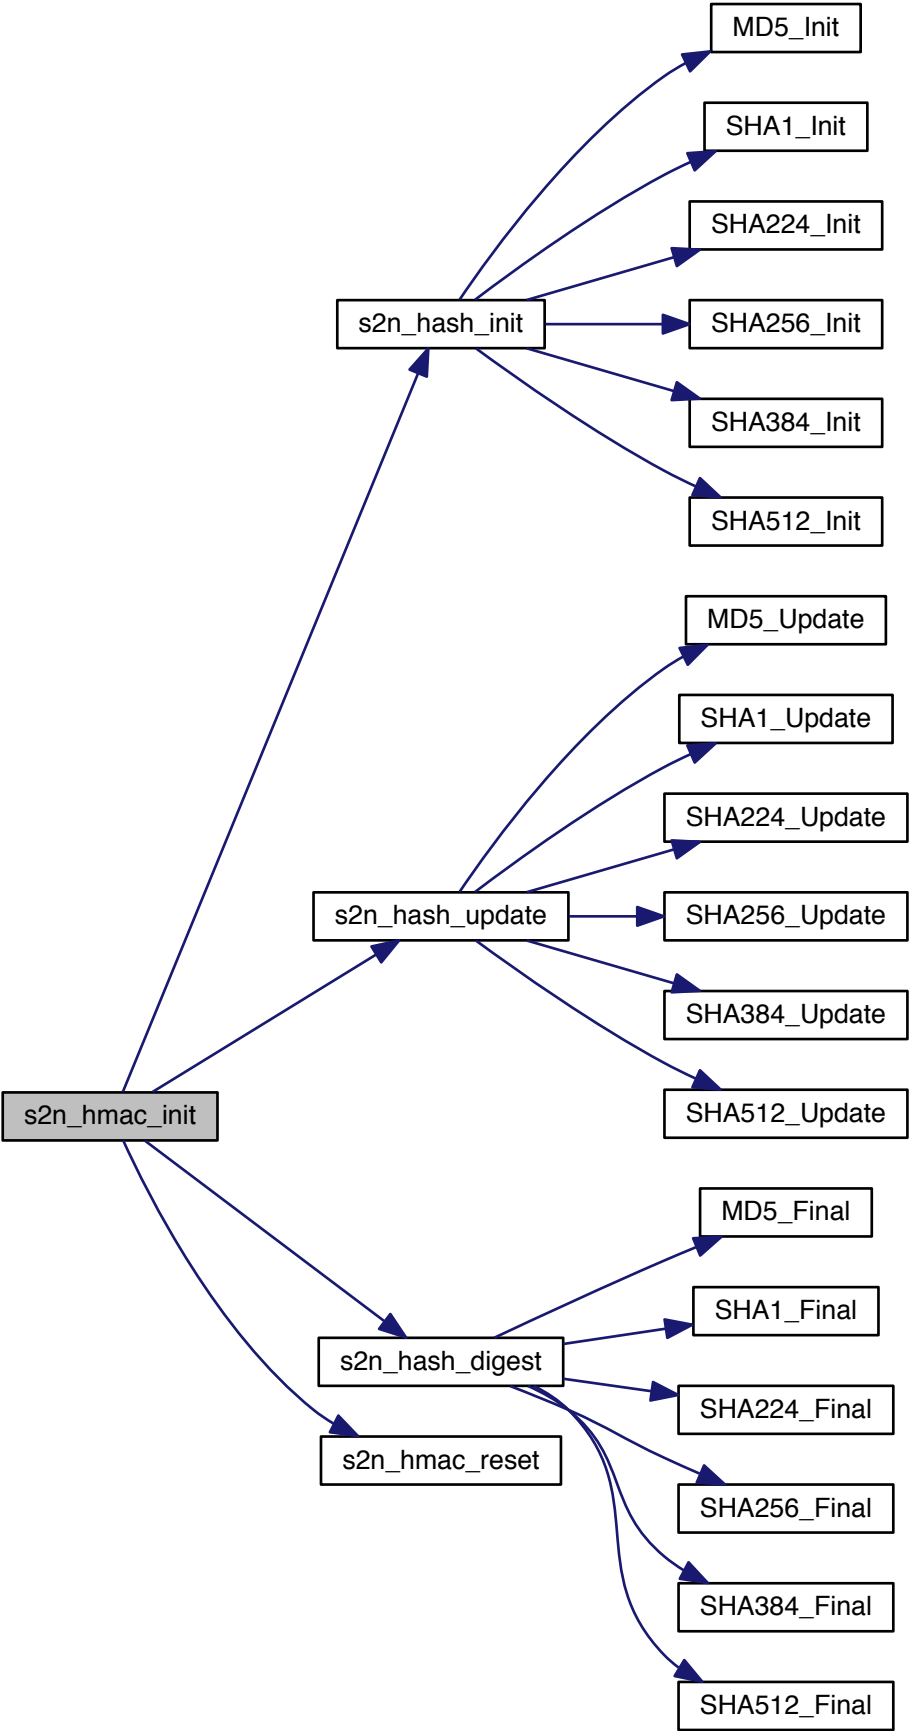 MD5_Init
SHA1_Init
SHA224_Init
s2n_hash_init
SHA256_Init
SHA384_Init
SHA512_Init
MD5_Update
SHA1_Update
SHA224_Update
s2n_hash_update
SHA256_Update
SHA384_Update
s2n_hmac_init
SHA512_Update
MD5_Final
SHA1_Final
s2n_hash_digest
SHA224_Final
s2n_hmac_reset
SHA256_Final
SHA384_Final
SHA512_Final